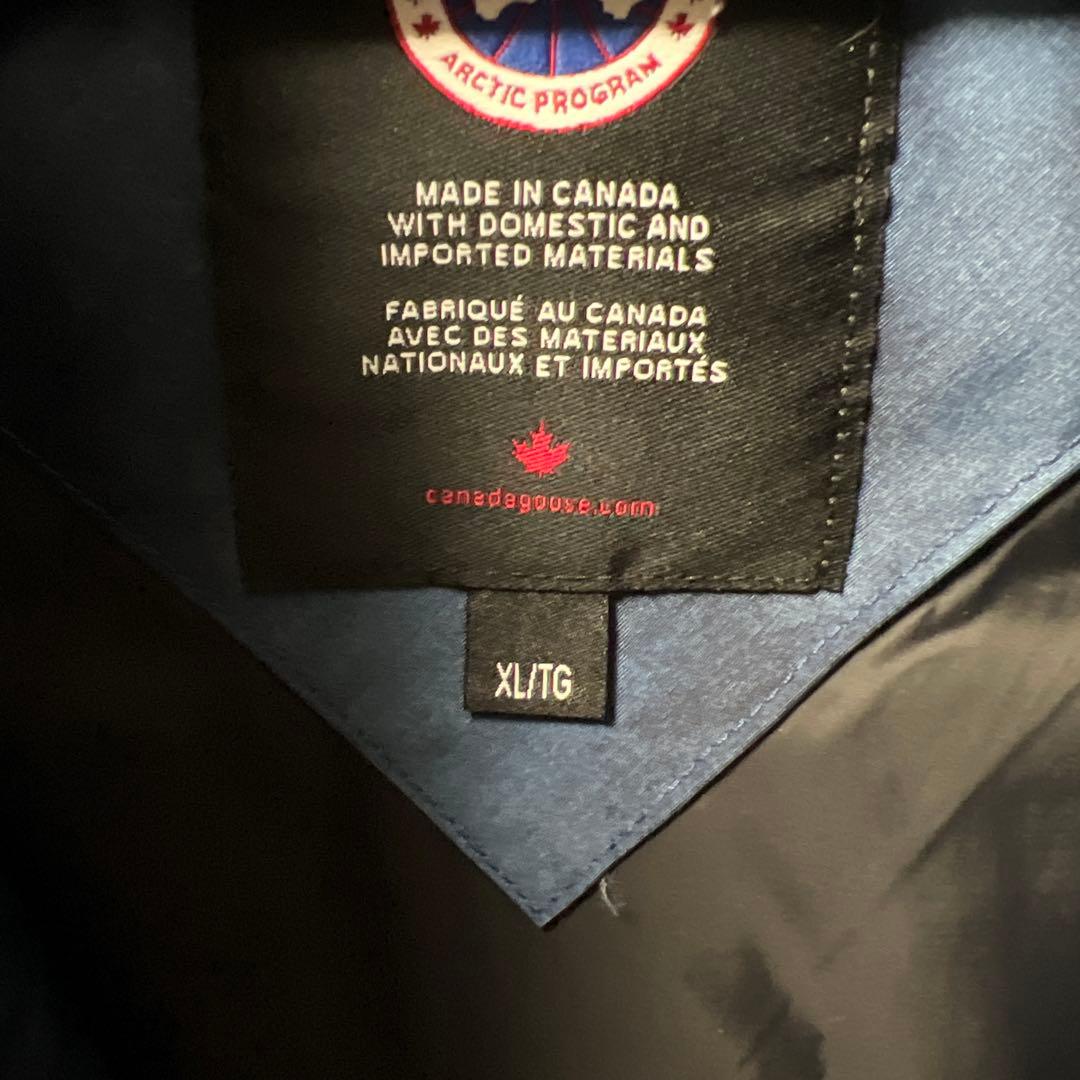 ARCTIC PROGRAM
MADE IN CANADA
WITH DOMESTIC AND
IMPORTED MATERIALS
FABRIQUÉ AU CANADA
AVEC DES MATERIAUX
NATIONAUX ET IMPORTÉS
canadagoose.com
XL/TG